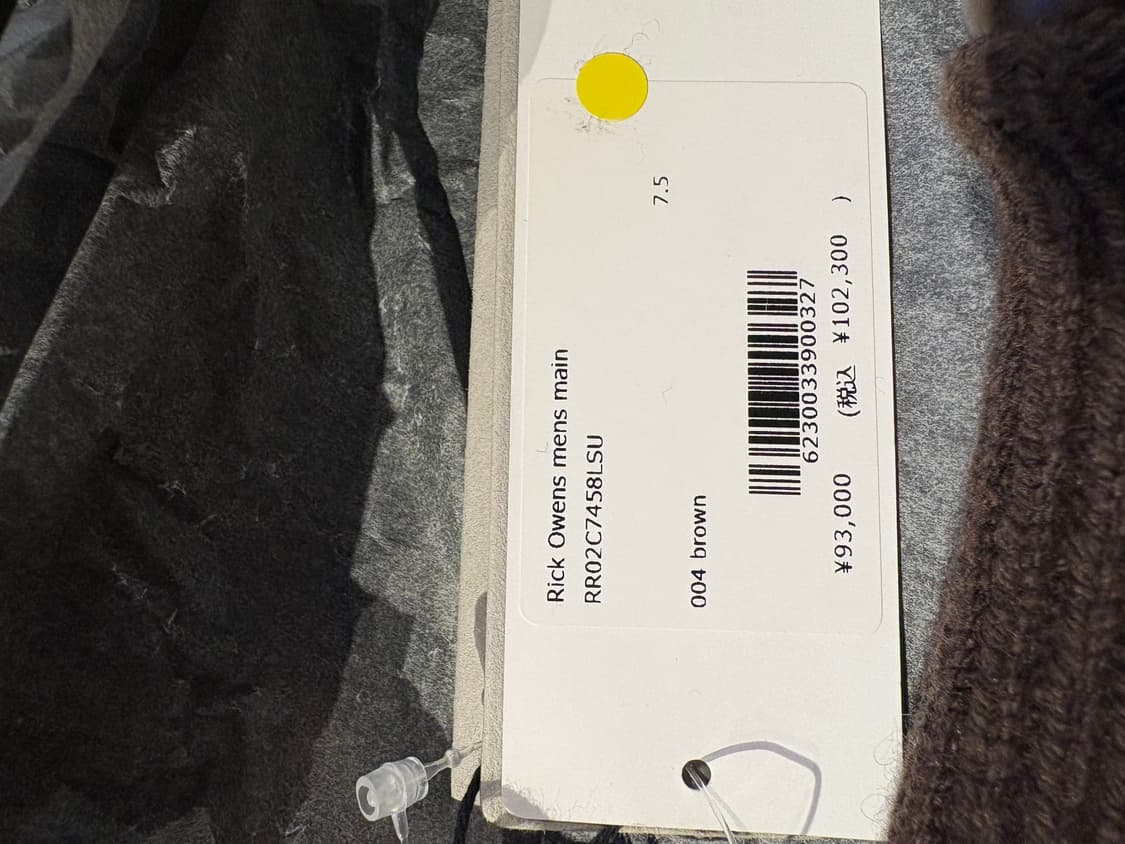 Rick Owens mens main
RR02C7458LSU
7.5
004 brown
6230033900327
¥93,000 (税込 ¥102,300 )